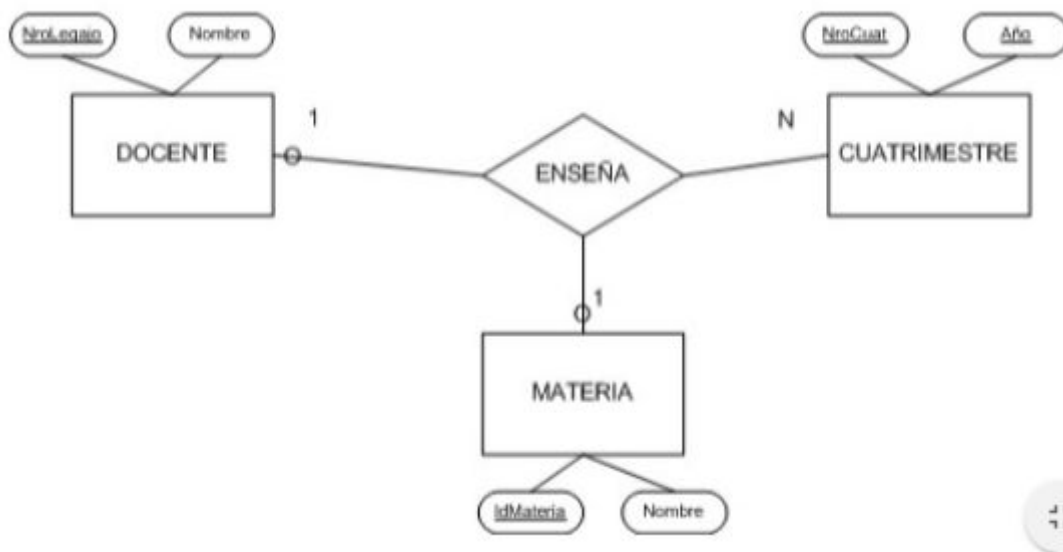 NroLegajo
Nombre
NroCuat
Año
1
N
DOCENTE
ENSEÑA
CUATRIMESTRE
1
MATERIA
IdMateria
Nombre